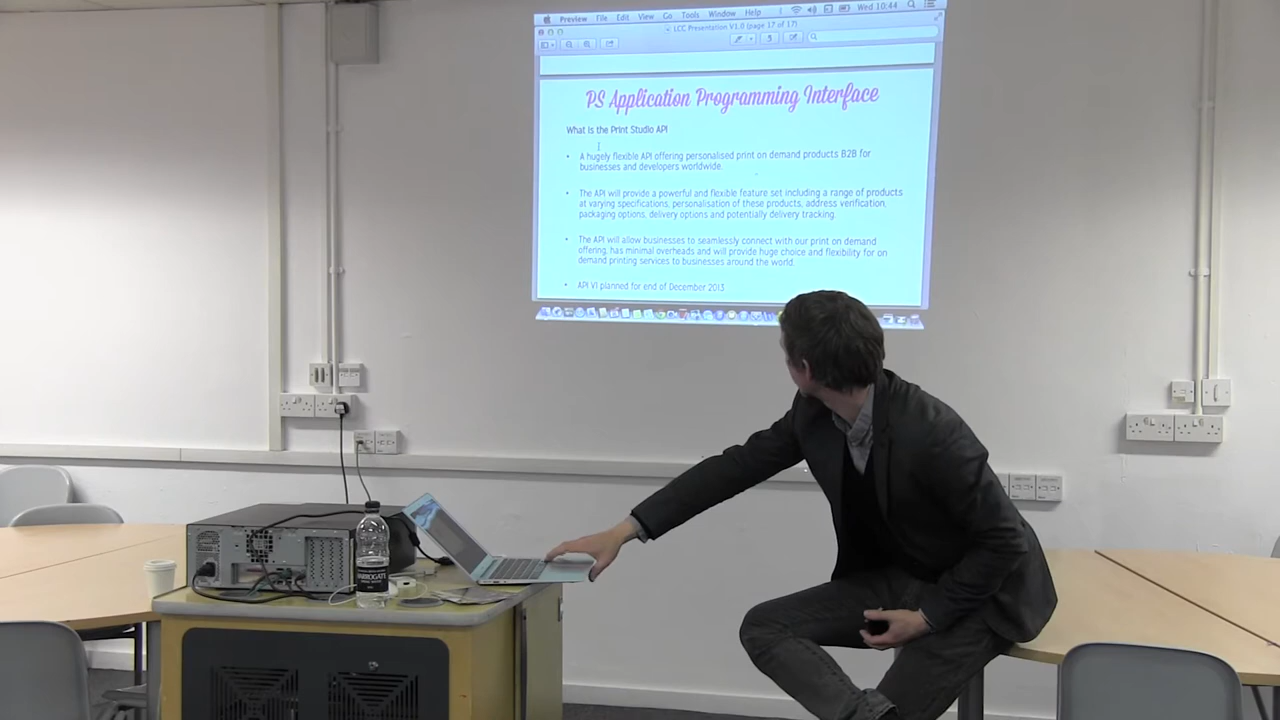 Preview File Edit View Go Tools Window Help Wed 10:44
LCC Presentation V1.0 (page 17 of 17)
PS Application Programming Interface
What is the Print Studio API
• A hugely flexible API offering personalised print on demand products B2B for
businesses and developers worldwide.
• The API will provide a powerful and flexible feature set including a range of products
at varying specifications, personalisation of these products, address verification,
packaging options, delivery options and potentially delivery tracking.
• The API will allow businesses to seamlessly connect with our print on demand
offering, has minimal overheads and will provide huge choice and flexibility for on
demand printing services to businesses around the world.
• API V1 planned for end of December 2013
HARROGATE